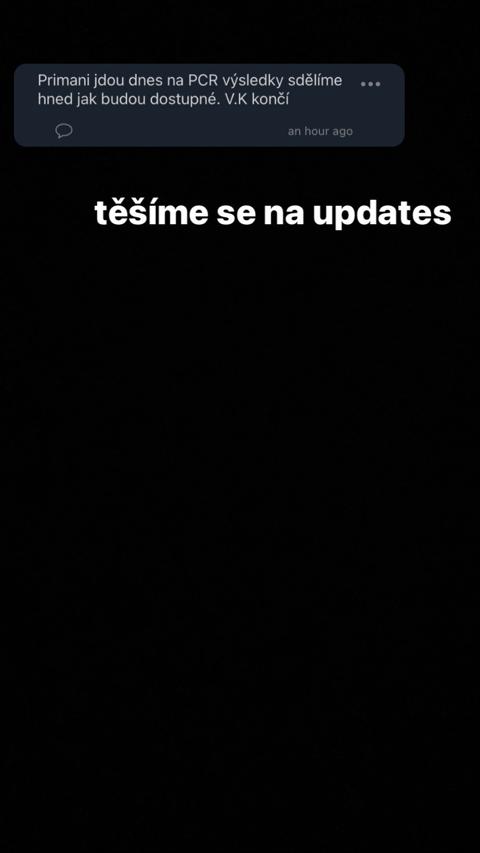 Primani jdou dnes na PCR výsledky sdělíme
hned jak budou dostupné. V.K končí
an hour ago
těšíme se na updates